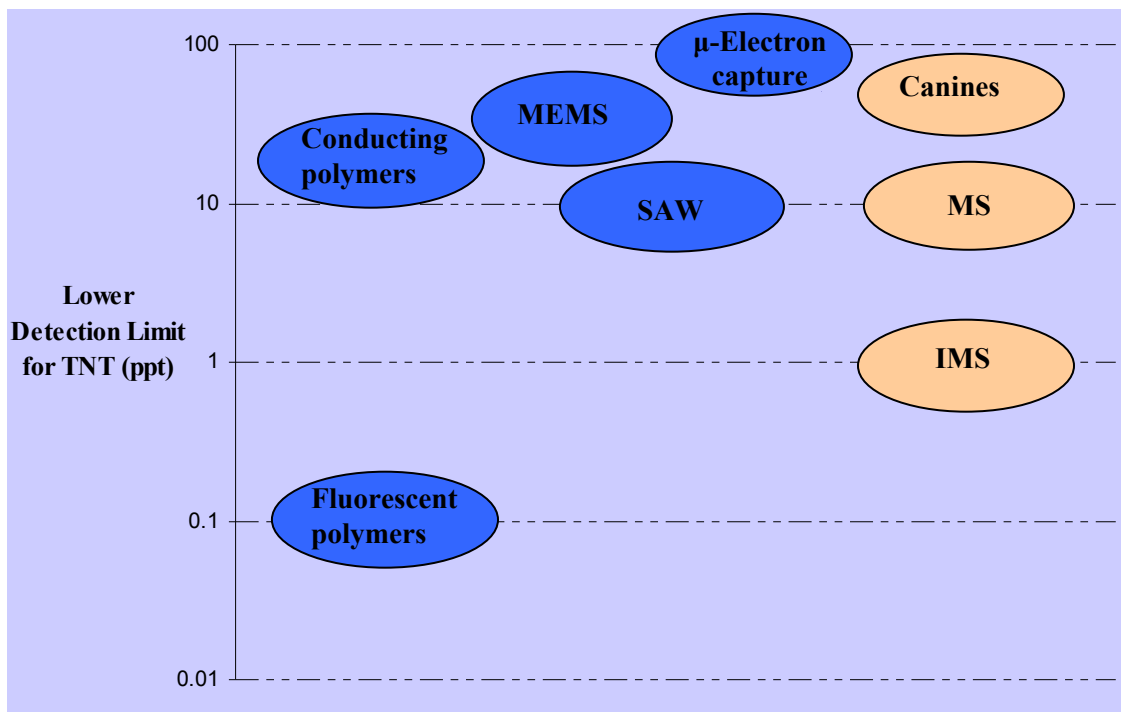 100
μ-Electron
capture
Canines
MEMS
Conducting
polymers
10
SAW
MS
Lower
Detection Limit
for TNT (ppt)
1
IMS
Fluorescent
polymers
0.1
0.01